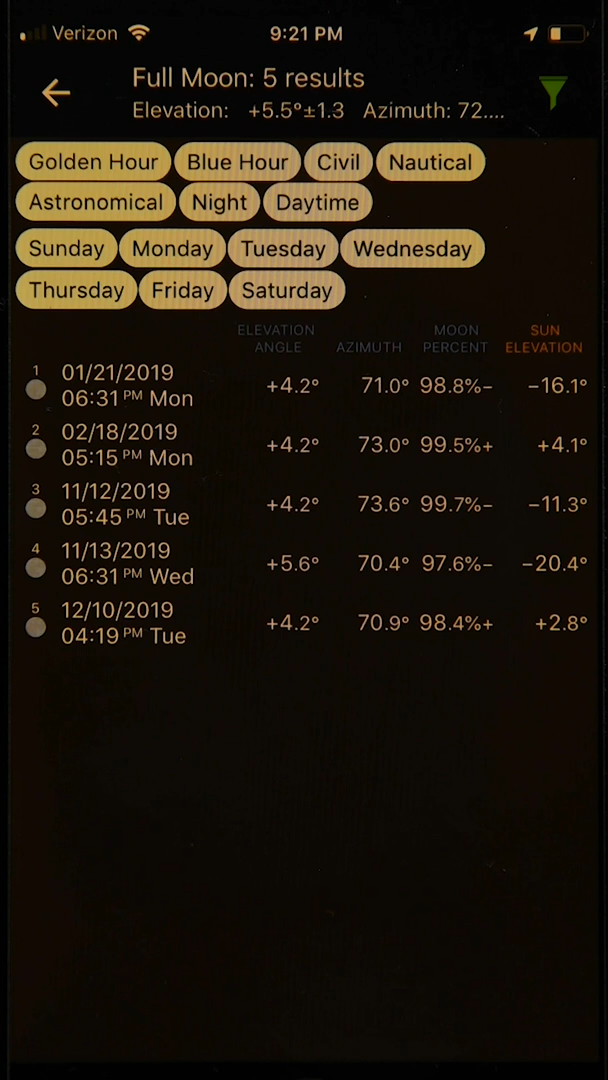 Verizon 9:21 PM
Full Moon: 5 results
Elevation: +5.5°±1.3 Azimuth: 72....
Golden Hour Blue Hour Civil Nautical
Astronomical Night Daytime
Sunday Monday Tuesday Wednesday
Thursday Friday Saturday
ELEVATION ANGLE AZIMUTH MOON PERCENT SUN ELEVATION
1 01/21/2019
06:31 PM Mon +4.2° 71.0° 98.8%− −16.1°
2 02/18/2019
05:15 PM Mon +4.2° 73.0° 99.5%+ +4.1°
3 11/12/2019
05:45 PM Tue +4.2° 73.6° 99.7%− −11.3°
4 11/13/2019
06:31 PM Wed +5.6° 70.4° 97.6%− −20.4°
5 12/10/2019
04:19 PM Tue +4.2° 70.9° 98.4%+ +2.8°